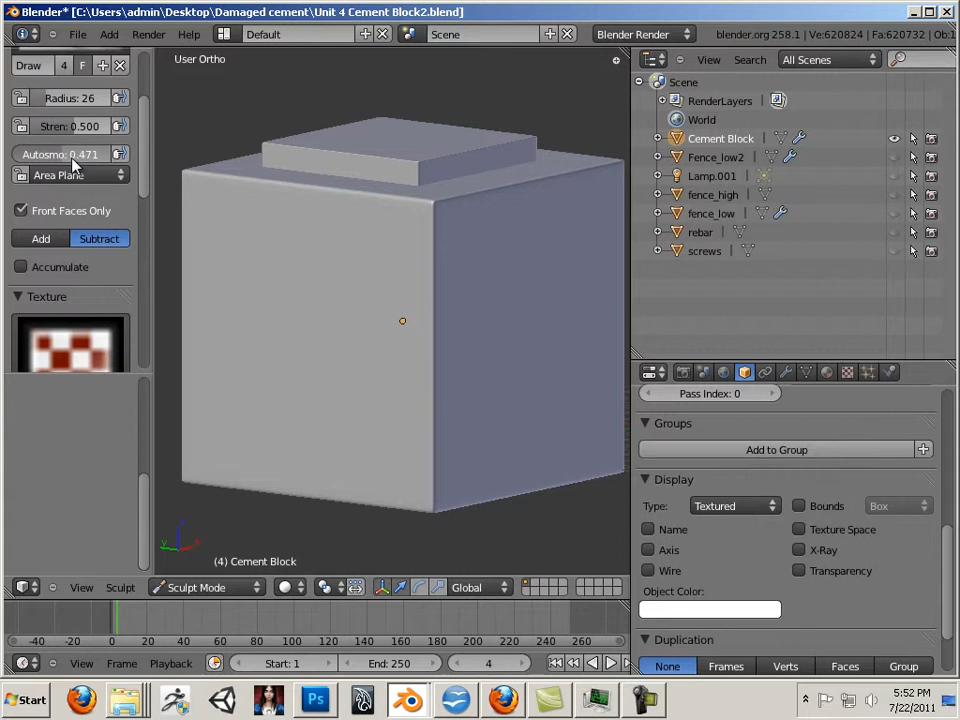 Blender* [C:\Users\admin\Desktop\Damaged cement\Unit 4 Cement Block2.blend]
File Add Render Help Default Scene Blender Render blender.org 258.1 | Ve:620824 | Fa:620732 | Ob:1
Draw 4 F
User Ortho
View Search All Scenes
Scene
Radius: 26
RenderLayers
World
Stren: 0.500
Cement Block
Autosmo: 0.471
Fence_low2
Area Plane
Lamp.001
fence_high
Front Faces Only
fence_low
Add Subtract
rebar
screws
Accumulate
Texture
Pass Index: 0
Groups
Add to Group
Display
Type: Textured Bounds Box
Name Texture Space
Axis X-Ray
Wire Transparency
(4) Cement Block
View Sculpt Sculpt Mode Global
Object Color:
-40 -20 0 20 40 60 80 100 120 140 160 180 200 220 240 260
Duplication
View Frame Playback Start: 1 End: 250 4
None Frames Verts Faces Group
Start
Ps
5:52 PM
7/22/2011